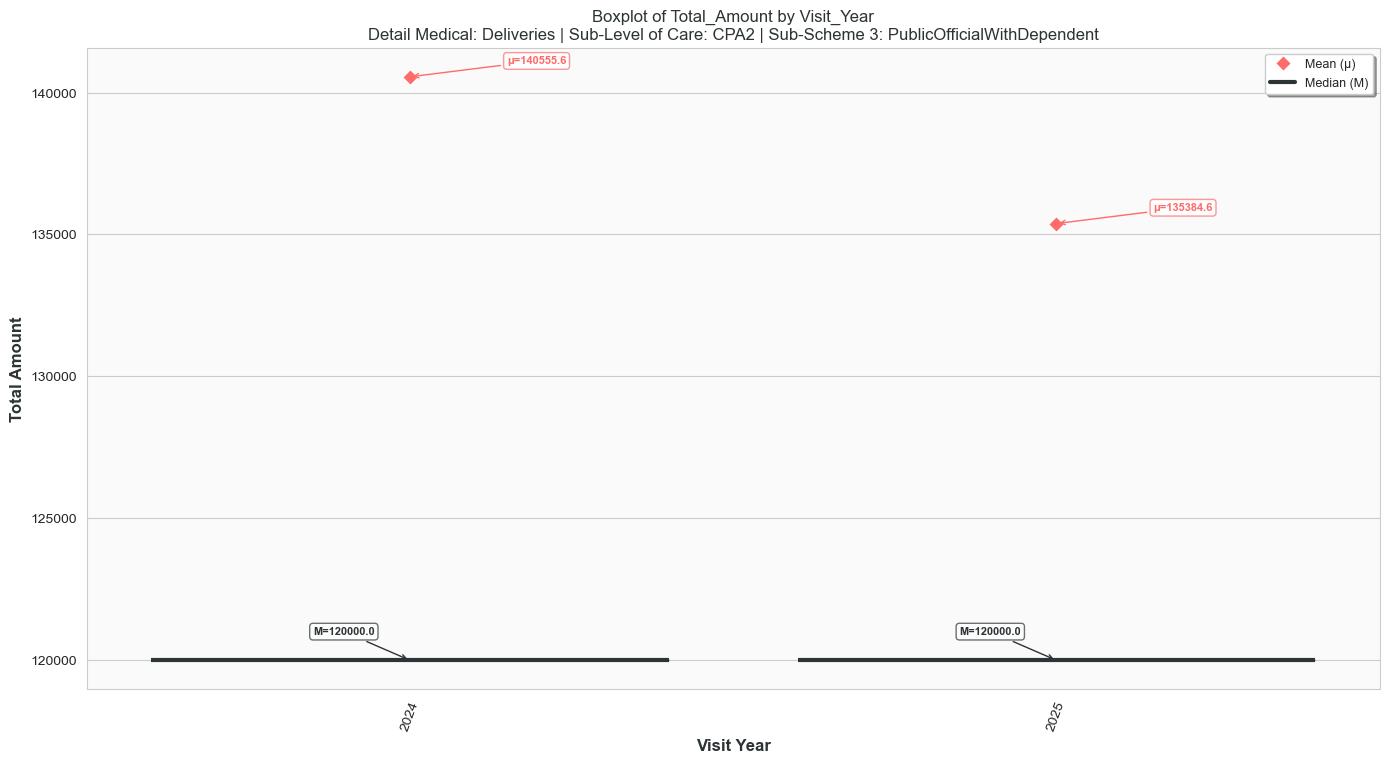 Boxplot of Total_Amount by Visit_Year
Detail Medical: Deliveries | Sub-Level of Care: CPA2 | Sub-Scheme 3: PublicOfficialWithDependent
μ=140555.6
Mean (μ)
Median (M)
140000
μ=135384.6
135000
130000
Total Amount
125000
M=120000.0
M=120000.0
120000
2024
2025
Visit Year